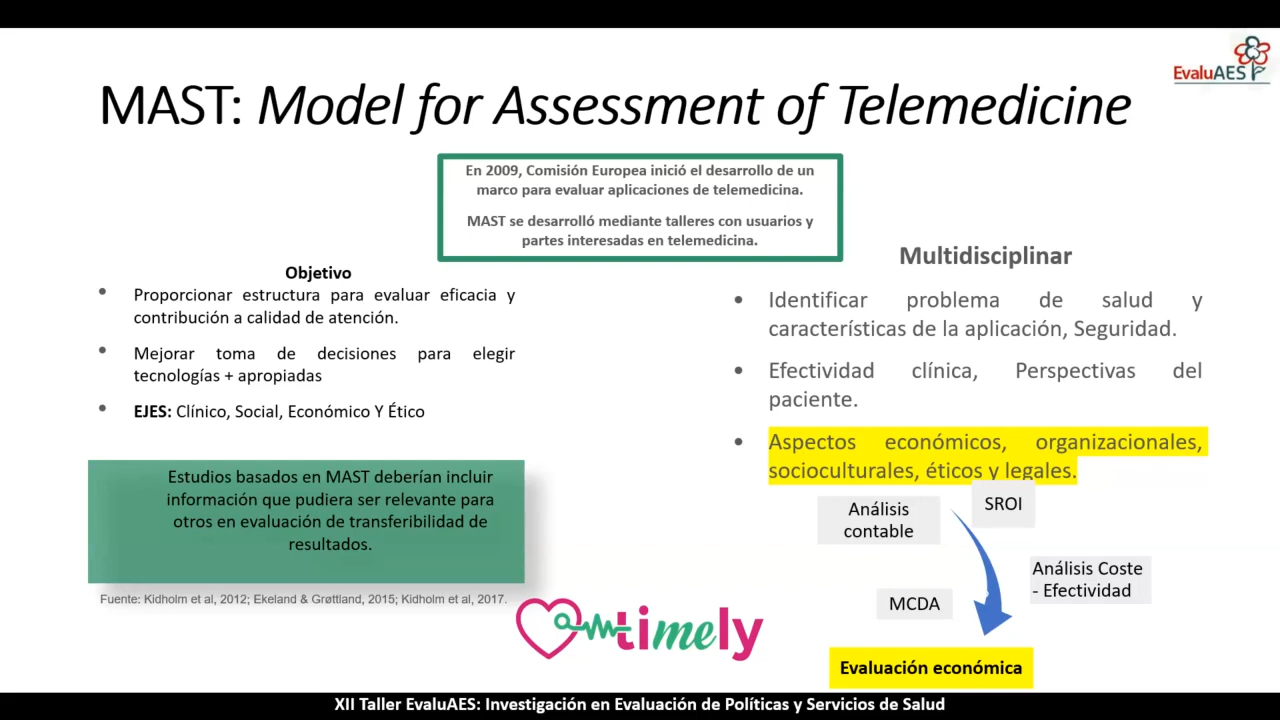 EvaluAES
MAST: Model for Assessment of Telemedicine
En 2009, Comisión Europea inició el desarrollo de un
marco para evaluar aplicaciones de telemedicina.
MAST se desarrolló mediante talleres con usuarios y
partes interesadas en telemedicina.
Objetivo
• Proporcionar estructura para evaluar eficacia y
contribución a calidad de atención.
• Mejorar toma de decisiones para elegir
tecnologías + apropiadas
• EJES: Clínico, Social, Económico Y Ético
Estudios basados en MAST deberían incluir
información que pudiera ser relevante para
otros en evaluación de transferibilidad de
resultados.
Fuente: Kidholm et al, 2012; Ekeland & Grøttland, 2015; Kidholm et al, 2017.
Multidisciplinar
• Identificar problema de salud y
características de la aplicación, Seguridad.
• Efectividad clínica, Perspectivas del
paciente.
• Aspectos económicos, organizacionales,
socioculturales, éticos y legales.
Análisis
contable
SROI
Análisis Coste
- Efectividad
MCDA
Evaluación económica
timely
XII Taller EvaluAES: Investigación en Evaluación de Políticas y Servicios de Salud